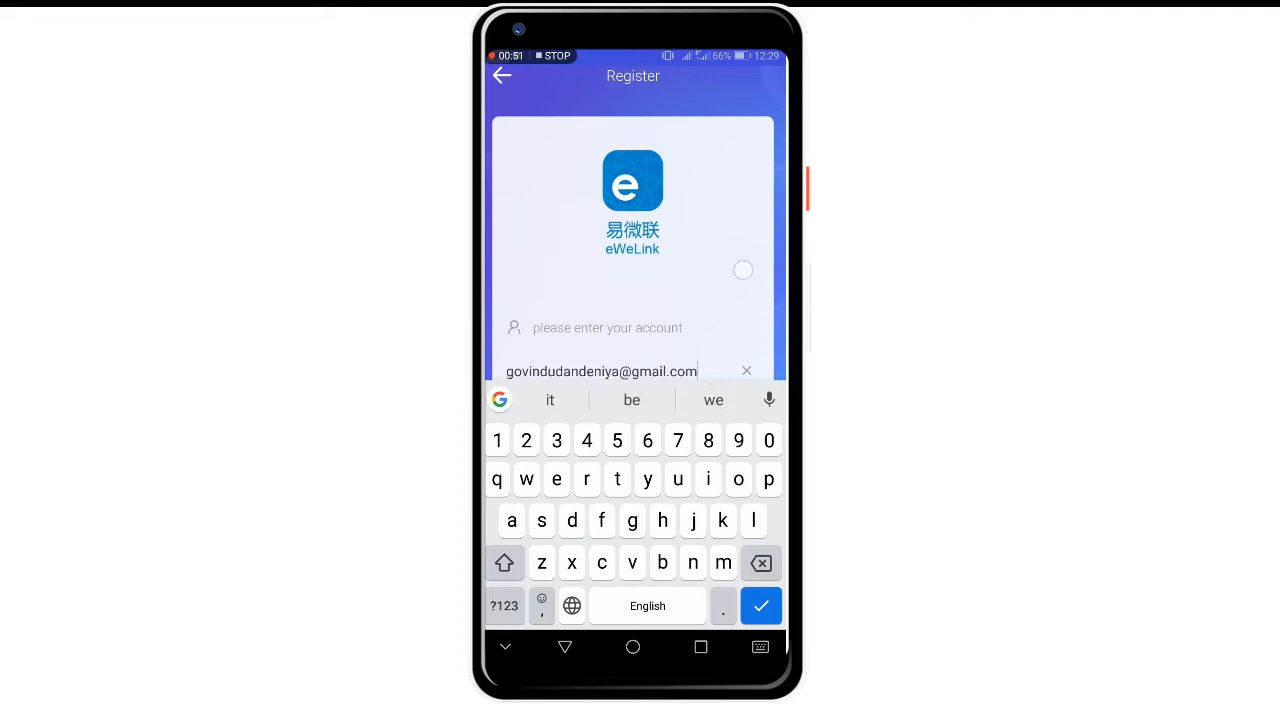 00:51 STOP 66% 12:29
Register
e
易微联
eWeLink
please enter your account
govindudandeniya@gmail.com
G it be we
1 2 3 4 5 6 7 8 9 0
q w e r t y u i o p
a s d f g h j k l
z x c v b n m
?123 , English .